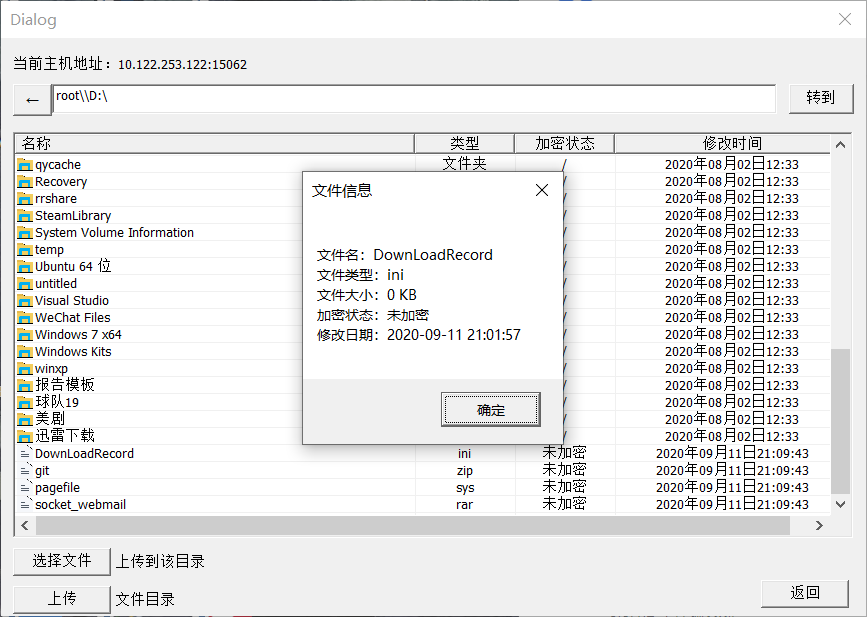 Dialog
当前主机地址：10.122.253.122:15062
← root\\D:\ 转到
名称 类型 加密状态 修改时间
qycache 文件夹 / 2020年08月02日12:33
Recovery / 2020年08月02日12:33
rrshare / 2020年08月02日12:33
SteamLibrary / 2020年08月02日12:33
System Volume Information / 2020年08月02日12:33
temp / 2020年08月02日12:33
Ubuntu 64 位 / 2020年08月02日12:33
untitled / 2020年08月02日12:33
Visual Studio / 2020年08月02日12:33
WeChat Files / 2020年08月02日12:33
Windows 7 x64 / 2020年08月02日12:33
Windows Kits / 2020年08月02日12:33
winxp / 2020年08月02日12:33
报告模板 / 2020年08月02日12:33
球队19 / 2020年08月02日12:33
美剧 / 2020年08月02日12:33
迅雷下载 / 2020年08月02日12:33
DownLoadRecord ini 未加密 2020年09月11日21:09:43
git zip 未加密 2020年09月11日21:09:43
pagefile sys 未加密 2020年09月11日21:09:43
socket_webmail rar 未加密 2020年09月11日21:09:43
文件信息
文件名：DownLoadRecord
文件类型：ini
文件大小：0 KB
加密状态：未加密
修改日期：2020-09-11 21:01:57
确定
选择文件 上传到该目录
上传 文件目录
返回